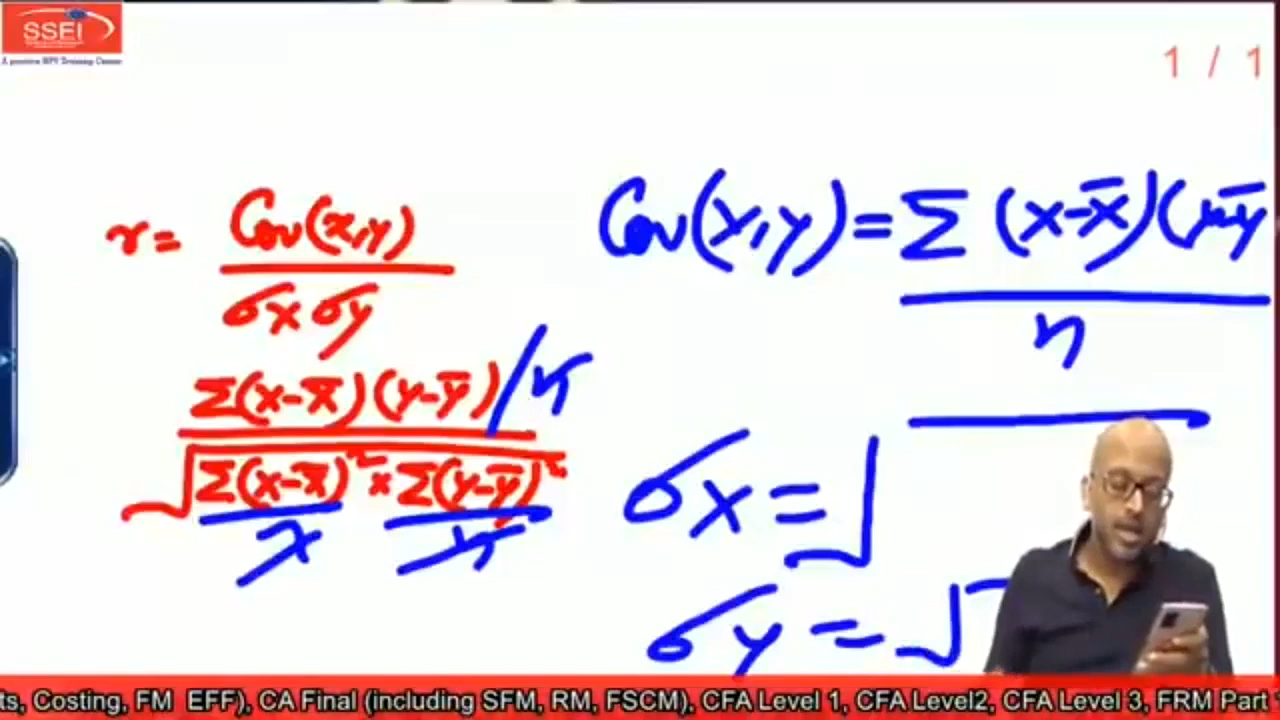 SSEI
1 / 1
r = Cov(x,y)
σx σy
Σ(x-x̄)(y-ȳ)/n
√Σ(x-x̄)² × Σ(y-ȳ)²
n n
Cov(x,y) = Σ (x-x̄)(y-ȳ
n
σx = √
σy = √
ts, Costing, FM EFF), CA Final (including SFM, RM, FSCM), CFA Level 1, CFA Level2, CFA Level 3, FRM Part